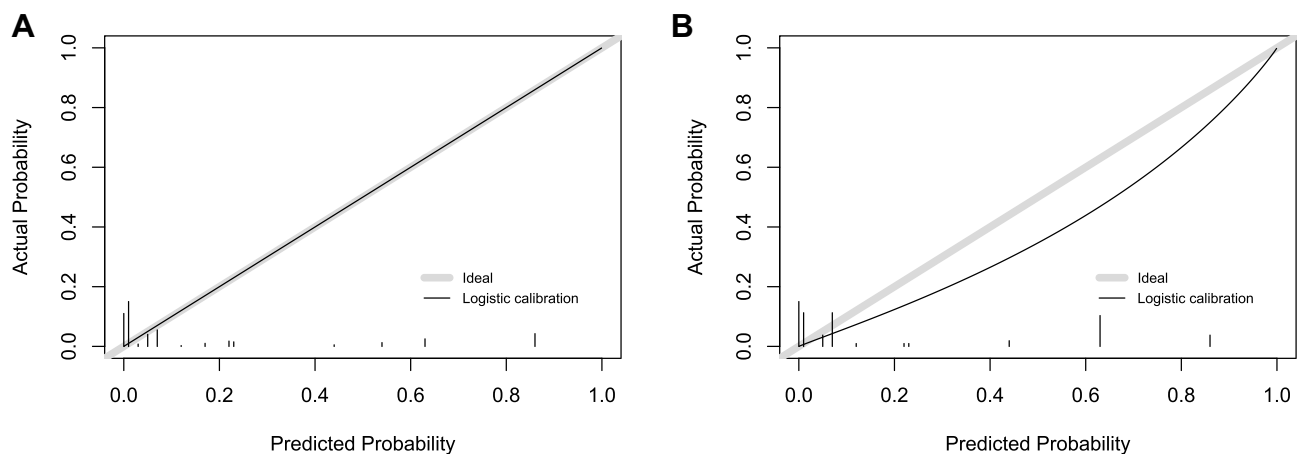 A
Actual Probability
1.0
0.8
0.6
0.4
0.2
0.0
Ideal
Logistic calibration
0.0 0.2 0.4 0.6 0.8 1.0
Predicted Probability
B
Actual Probability
1.0
0.8
0.6
0.4
0.2
0.0
Ideal
Logistic calibration
0.0 0.2 0.4 0.6 0.8 1.0
Predicted Probability